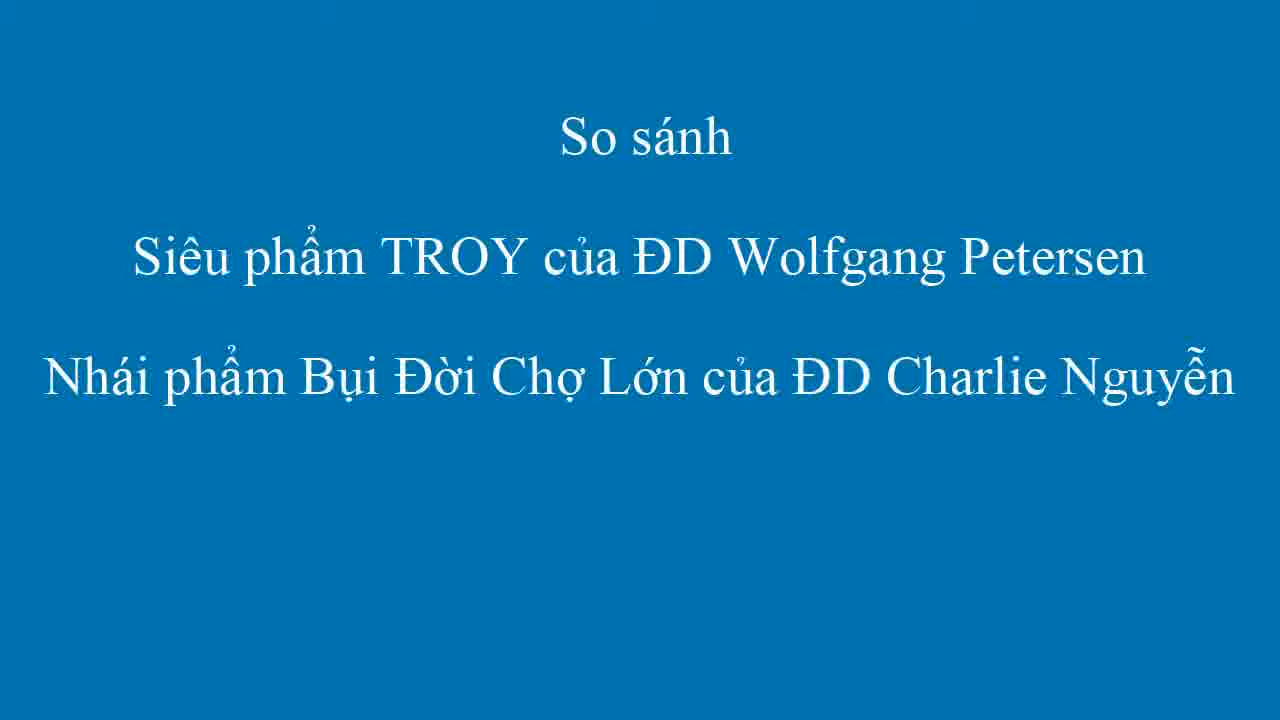 So sánh
Siêu phẩm TROY của ĐD Wolfgang Petersen
Nhái phẩm Bụi Đời Chợ Lớn của ĐD Charlie Nguyễn